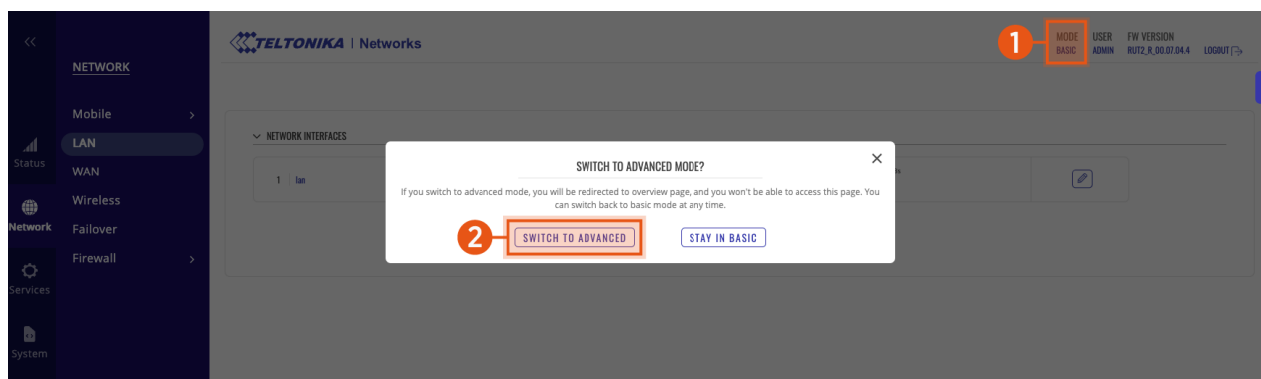 <<
NETWORK
Mobile >
LAN
WAN
Wireless
Failover
Firewall >
Status
Network
Services
System
TELTONIKA | Networks
1
MODE
BASIC
USER
ADMIN
FW VERSION
RUT2_R_00.07.04.4
LOGOUT
NETWORK INTERFACES
1 lan
SWITCH TO ADVANCED MODE?
If you switch to advanced mode, you will be redirected to overview page, and you won't be able to access this page. You
can switch back to basic mode at any time.
2
SWITCH TO ADVANCED
STAY IN BASIC